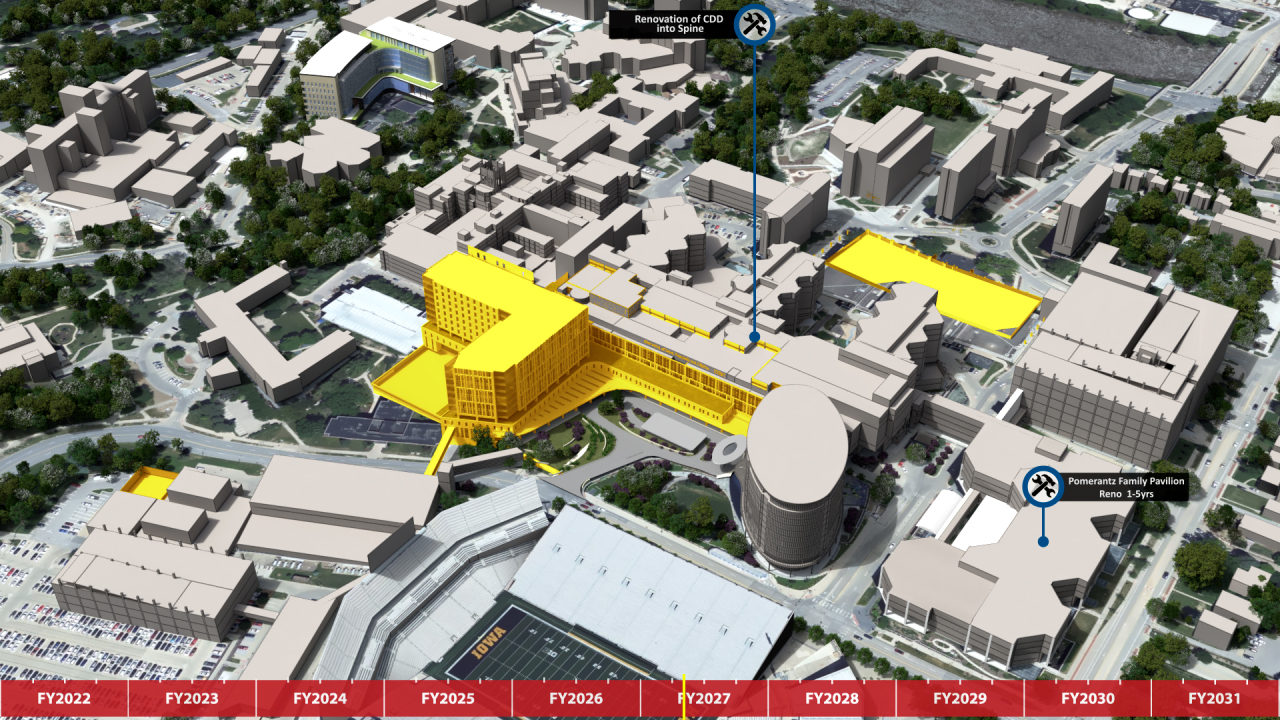 Renovation of CDD
into Spine
Pomerantz Family Pavilion
Reno 1-5yrs
IOWA
FY2022
FY2023
FY2024
FY2025
FY2026
FY2027
FY2028
FY2029
FY2030
FY2031